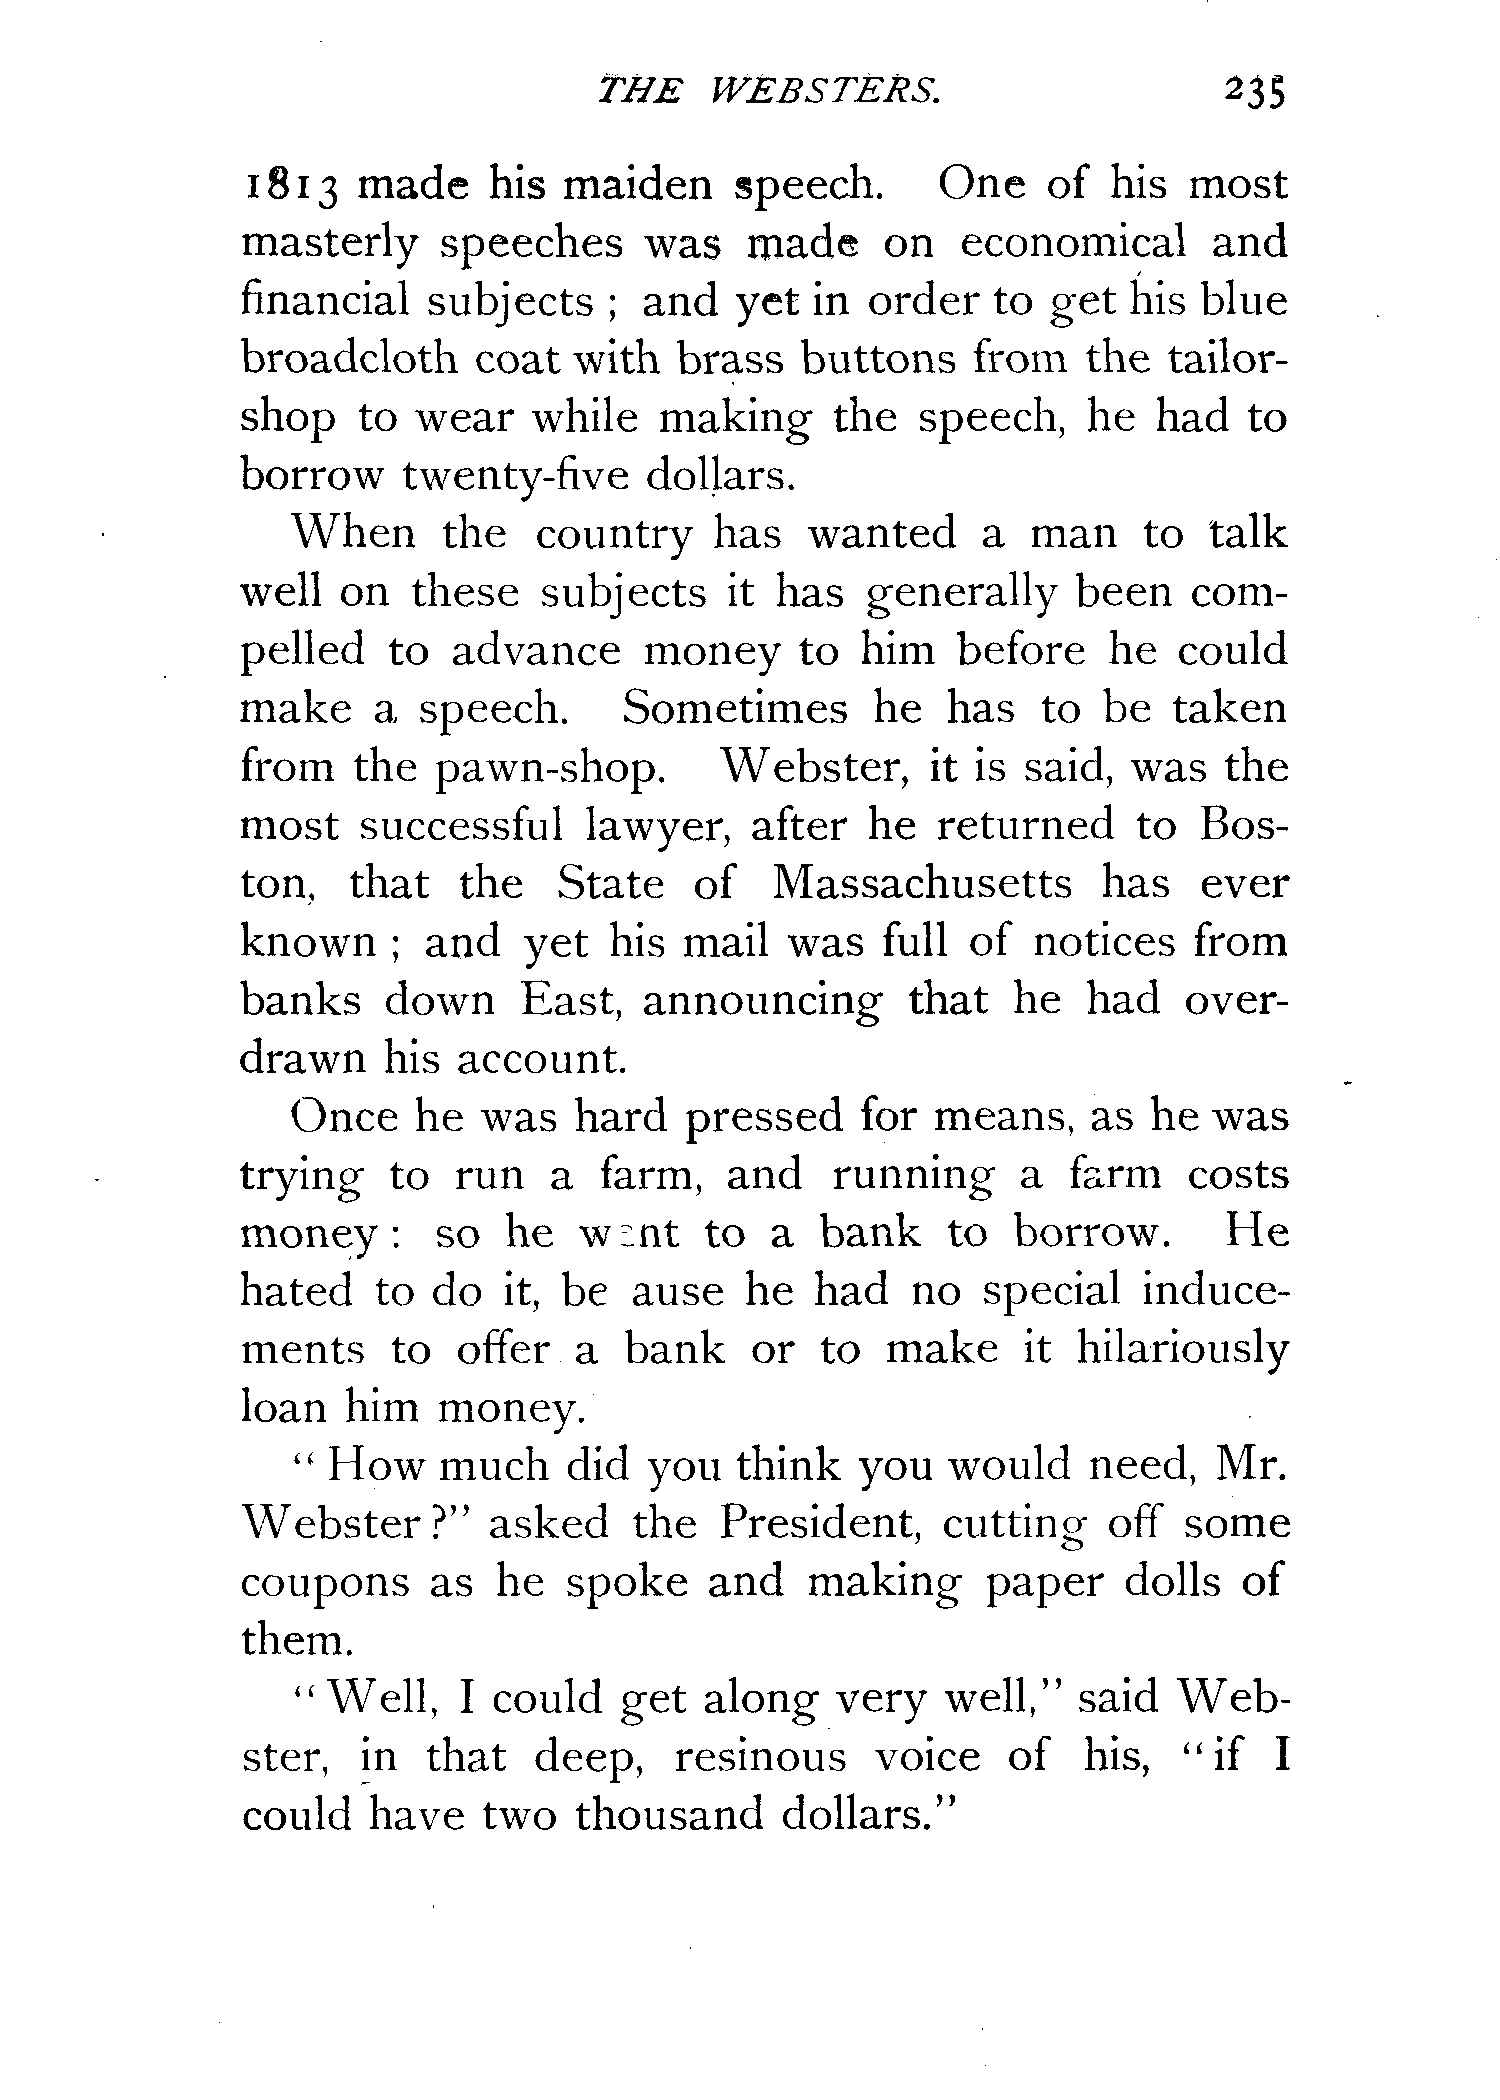 THE WEBSTERS. 235
1813 made his maiden speech. One of his most
masterly speeches was made on economical and
financial subjects ; and yet in order to get his blue
broadcloth coat with brass buttons from the tailor-
shop to wear while making the speech, he had to
borrow twenty-five dollars.
When the country has wanted a man to talk
well on these subjects it has generally been com-
pelled to advance money to him before he could
make a speech. Sometimes he has to be taken
from the pawn-shop. Webster, it is said, was the
most successful lawyer, after he returned to Bos-
ton, that the State of Massachusetts has ever
known ; and yet his mail was full of notices from
banks down East, announcing that he had over-
drawn his account.
Once he was hard pressed for means, as he was
trying to run a farm, and running a farm costs
money : so he went to a bank to borrow. He
hated to do it, be ause he had no special induce-
ments to offer a bank or to make it hilariously
loan him money.
" How much did you think you would need, Mr.
Webster ?" asked the President, cutting off some
coupons as he spoke and making paper dolls of
them.
" Well, I could get along very well," said Web-
ster, in that deep, resinous voice of his, " if I
could have two thousand dollars."